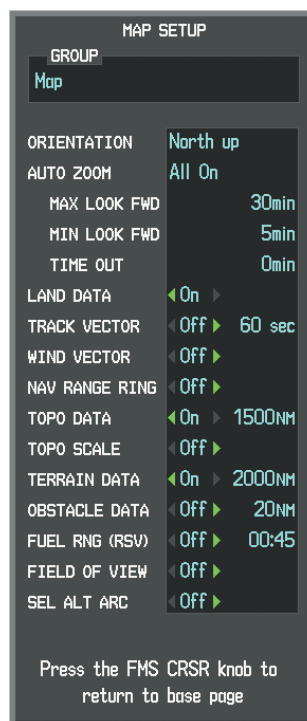 MAP SETUP
GROUP
Map
ORIENTATION North up
AUTO ZOOM All On
MAX LOOK FWD 30min
MIN LOOK FWD 5min
TIME OUT 0min
LAND DATA On
TRACK VECTOR Off 60 sec
WIND VECTOR Off
NAV RANGE RING Off
TOPO DATA On 1500NM
TOPO SCALE Off
TERRAIN DATA On 2000NM
OBSTACLE DATA Off 20NM
FUEL RNG (RSV) Off 00:45
FIELD OF VIEW Off
SEL ALT ARC Off
Press the FMS CRSR knob to
return to base page